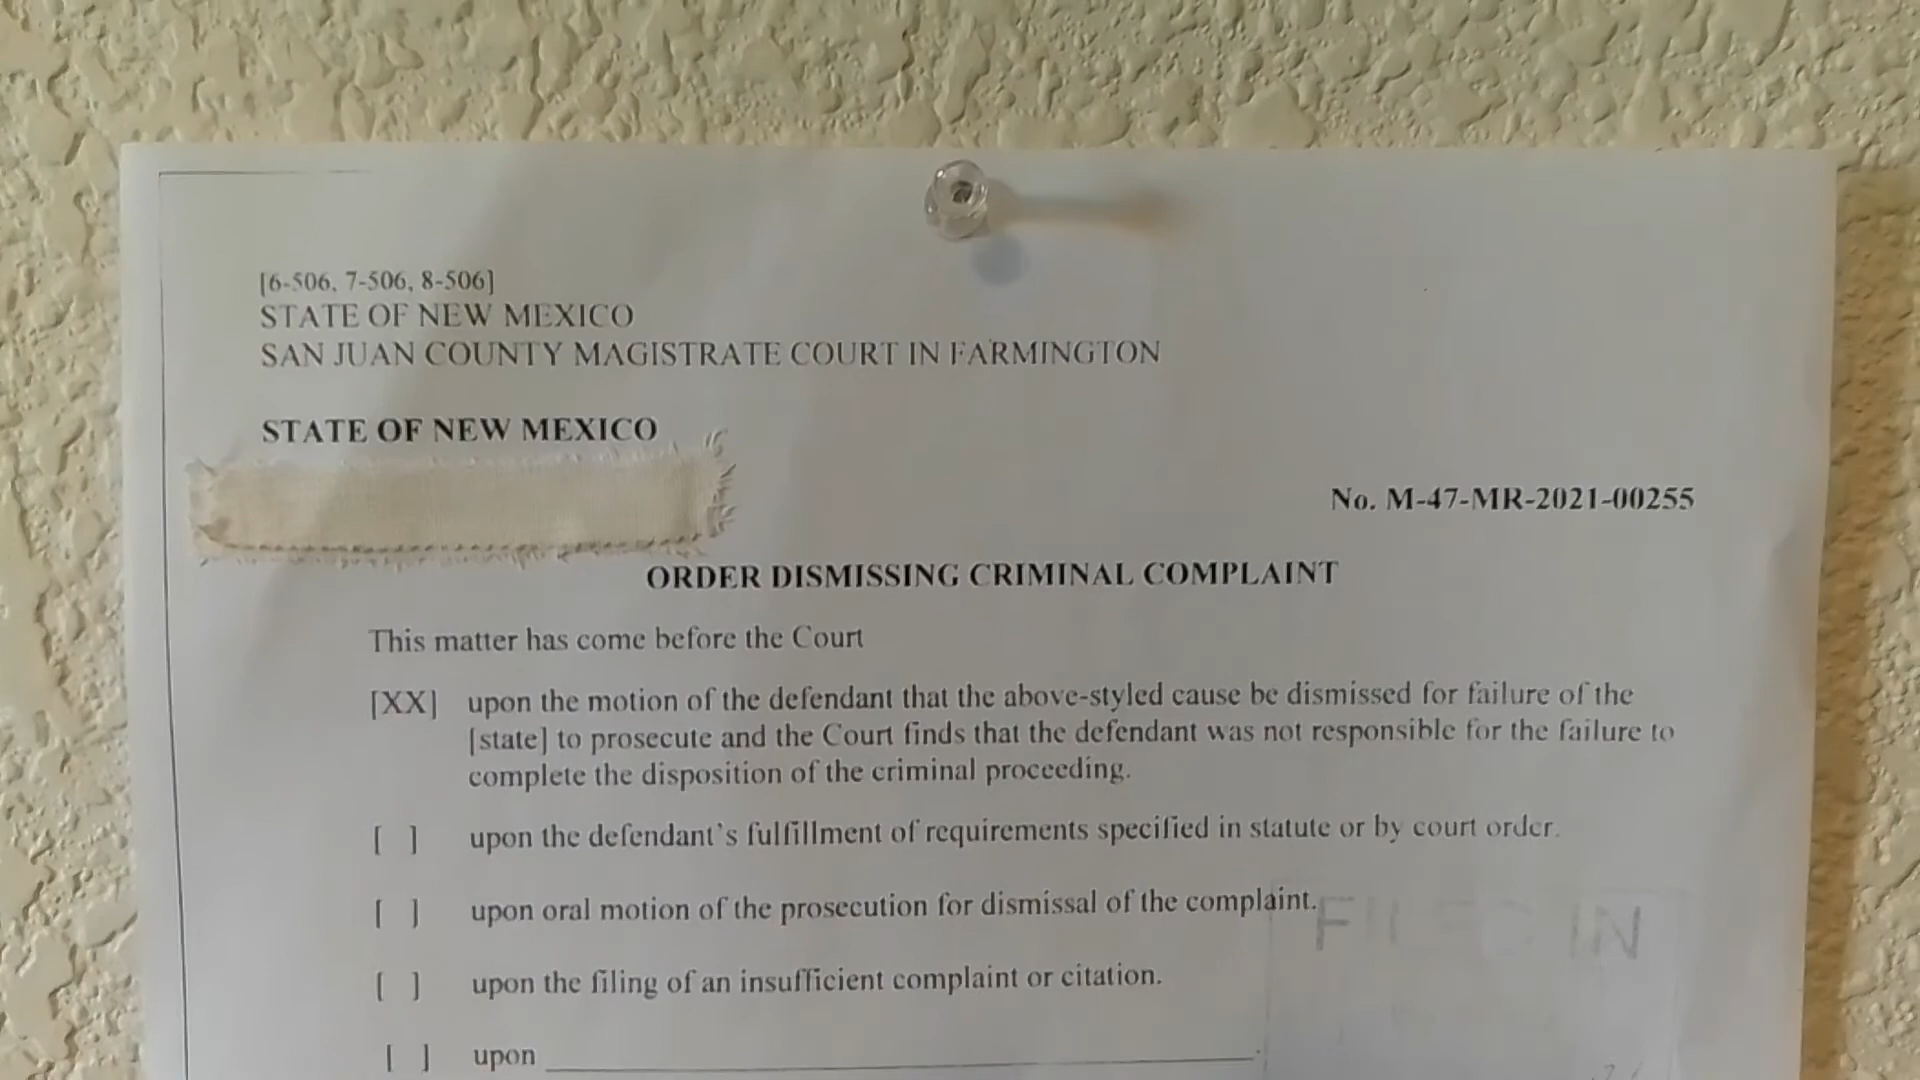 [6-506, 7-506, 8-506]
STATE OF NEW MEXICO
SAN JUAN COUNTY MAGISTRATE COURT IN FARMINGTON
STATE OF NEW MEXICO
No. M-47-MR-2021-00255
ORDER DISMISSING CRIMINAL COMPLAINT
This matter has come before the Court
[XX] upon the motion of the defendant that the above-styled cause be dismissed for failure of the
[state] to prosecute and the Court finds that the defendant was not responsible for the failure to
complete the disposition of the criminal proceeding.
[ ] upon the defendant's fulfillment of requirements specified in statute or by court order.
[ ] upon oral motion of the prosecution for dismissal of the complaint.
FILED IN
[ ] upon the filing of an insufficient complaint or citation.
[ ] upon ____________________.